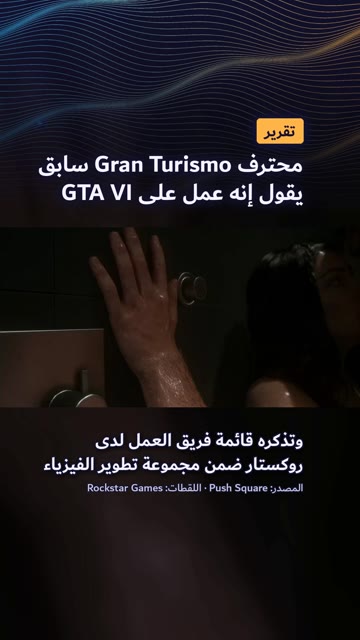 تقرير
محترف Gran Turismo سابق
يقول إنه عمل على GTA VI
وتذكره قائمة فريق العمل لدى
روكستار ضمن مجموعة تطوير الفيزياء
المصدر: Push Square · اللقطات: Rockstar Games